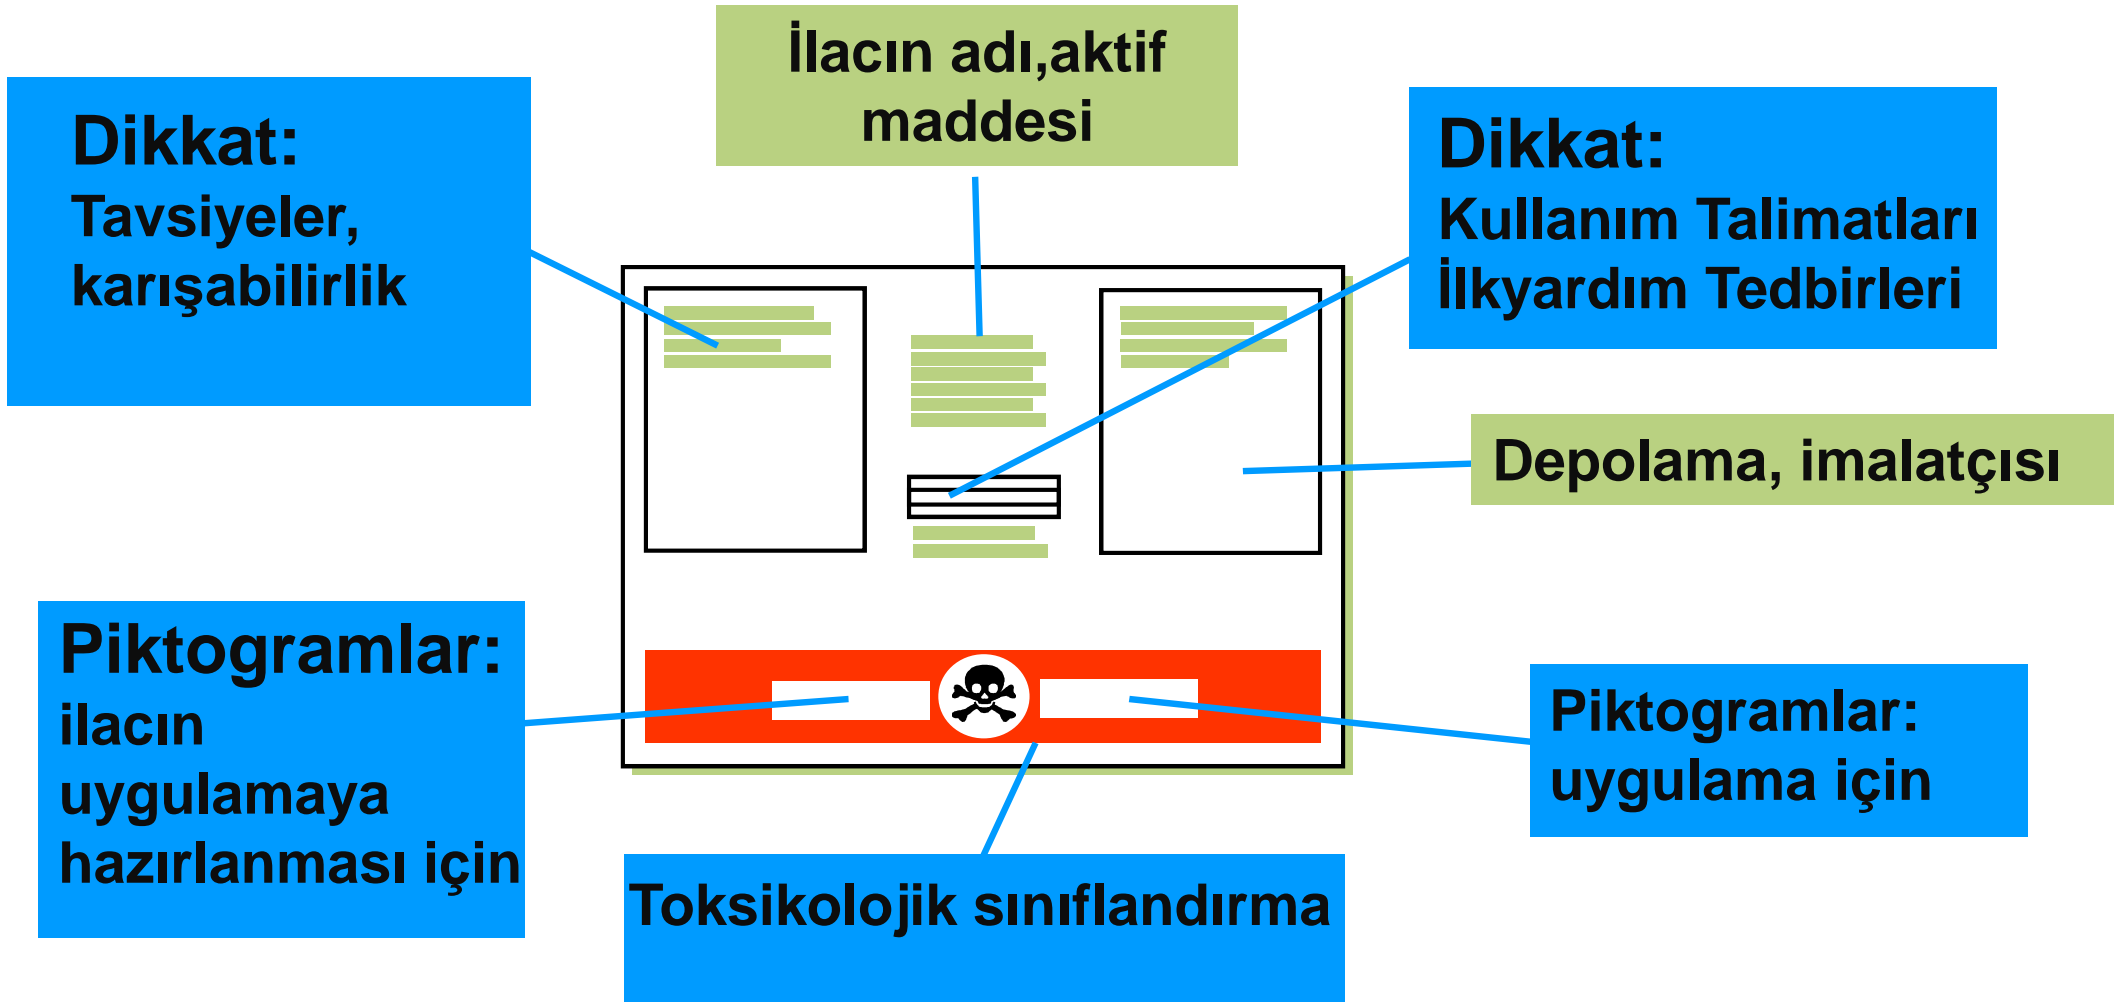 İlacın adı,aktif
maddesi
Dikkat:
Tavsiyeler,
karışabilirlik
Dikkat:
Kullanım Talimatları
İlkyardım Tedbirleri
Depolama, imalatçısı
Piktogramlar:
ilacın
uygulamaya
hazırlanması için
Piktogramlar:
uygulama için
Toksikolojik sınıflandırma